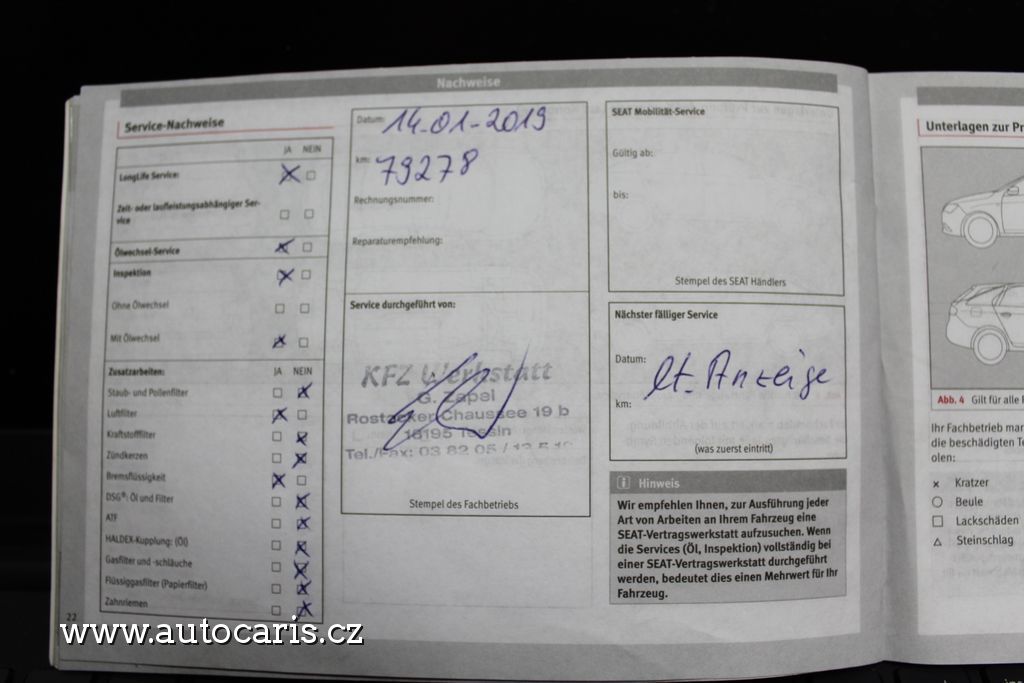 Nachweise
Service-Nachweise
JA NEIN
LongLife Service:
Zeit- oder laufleistungsabhängiger Ser-
vice
Ölwechsel-Service
Inspektion
Ohne Ölwechsel
Mit Ölwechsel
Zusatzarbeiten: JA NEIN
Staub- und Pollenfilter
Luftfilter
Kraftstofffilter
Zündkerzen
Bremsflüssigkeit
DSG®: Öl und Filter
ATF
HALDEX-Kupplung: (Öl)
Gasfilter und -schläuche
Flüssiggasfilter (Papierfilter)
Zahnriemen
22
Datum: 14-01-2019
km: 79278
Rechnungsnummer:
Reparaturempfehlung:
Service durchgeführt von:
KFZ Werkstatt
G. Zapel
Rostocker Chaussee 19 b
18195 Tessin
Tel./Fax: 03 82 05 /
Stempel des Fachbetriebs
SEAT Mobilität-Service
Gültig ab:
bis:
Stempel des SEAT Händlers
Nächster fälliger Service
Datum:
lt. Anzeige
km:
(was zuerst eintritt)
Hinweis
Wir empfehlen Ihnen, zur Ausführung jeder
Art von Arbeiten an Ihrem Fahrzeug eine
SEAT-Vertragswerkstatt aufzusuchen. Wenn
die Services (Öl, Inspektion) vollständig bei
einer SEAT-Vertragswerkstatt durchgeführt
werden, bedeutet dies einen Mehrwert für Ihr
Fahrzeug.
Unterlagen zur
Abb. 4 Gilt für alle
Ihr Fachbetrieb
die beschädigten
olen:
Kratzer
Beule
Lackschäden
Steinschlag
www.autocaris.cz